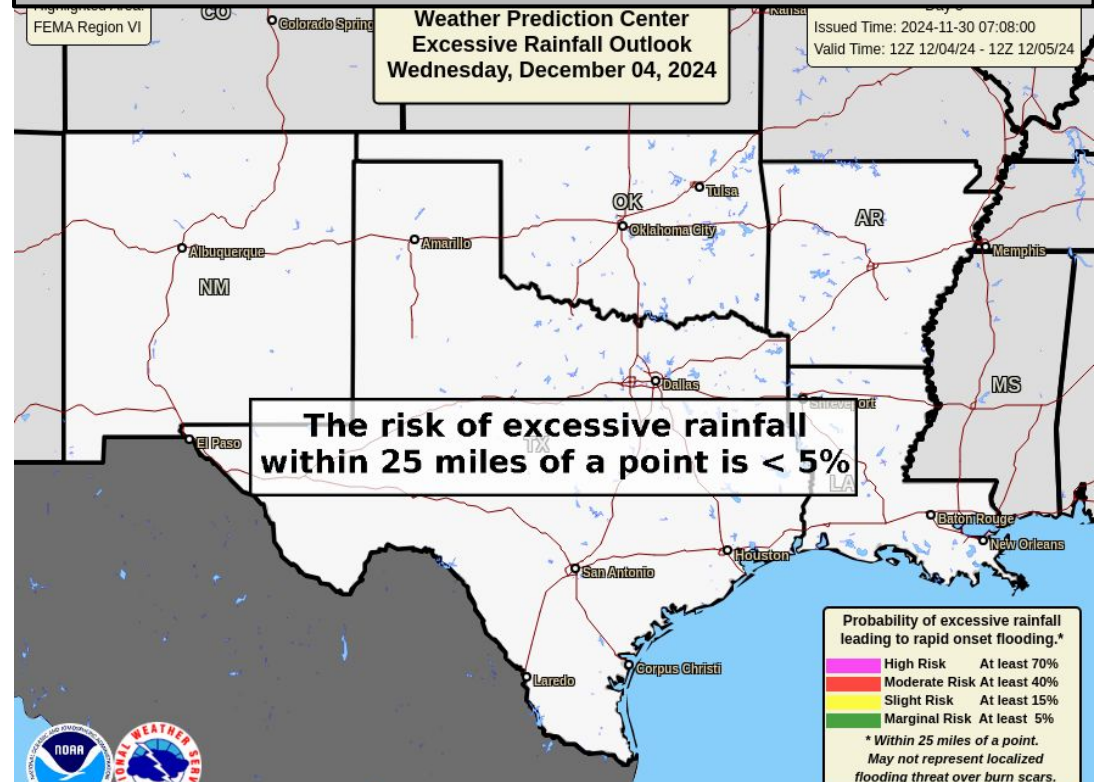 FEMA Region VI
Weather Prediction Center
Excessive Rainfall Outlook
Wednesday, December 04, 2024
Issued Time: 2024-11-30 07:08:00
Valid Time: 12Z 12/04/24 - 12Z 12/05/24
CO
Colorado Spring
Kansa
Tulsa
OK
Oklahoma City
AR
Albuquerque
Amarillo
Memphis
NM
Dallas
MS
Shreveport
El Paso
TX
LA
The risk of excessive rainfall
within 25 miles of a point is < 5%
Baton Rouge
New Orleans
Houston
San Antonio
Corpus Christi
Laredo
Probability of excessive rainfall
leading to rapid onset flooding.*
High Risk At least 70%
Moderate Risk At least 40%
Slight Risk At least 15%
Marginal Risk At least 5%
* Within 25 miles of a point.
May not represent localized
flooding threat over burn scars.
NOAA